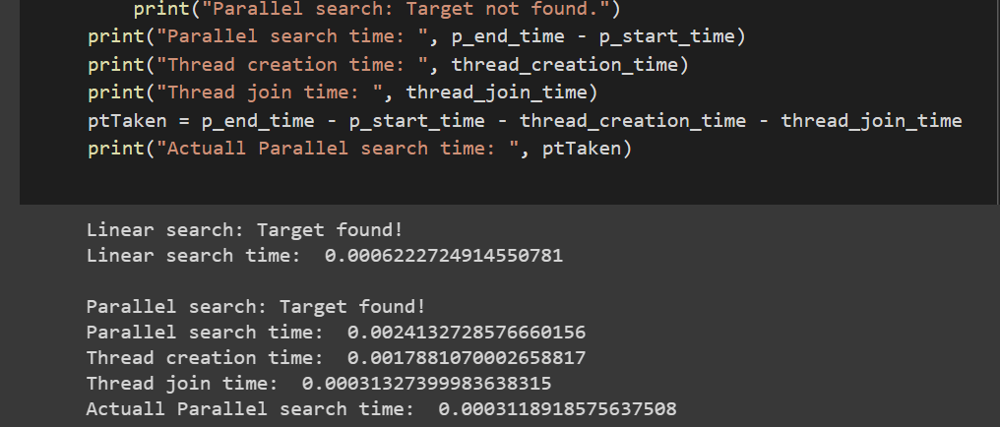 print("Parallel search: Target not found.")
print("Parallel search time: ", p_end_time - p_start_time)
print("Thread creation time: ", thread_creation_time)
print("Thread join time: ", thread_join_time)
ptTaken = p_end_time - p_start_time - thread_creation_time - thread_join_time
print("Actuall Parallel search time: ", ptTaken)
Linear search: Target found!
Linear search time:  0.0006222724914550781
Parallel search: Target found!
Parallel search time:  0.0024132728576660156
Thread creation time:  0.0017881070002658817
Thread join time:  0.00031327399983638315
Actuall Parallel search time:  0.0003118918575637508